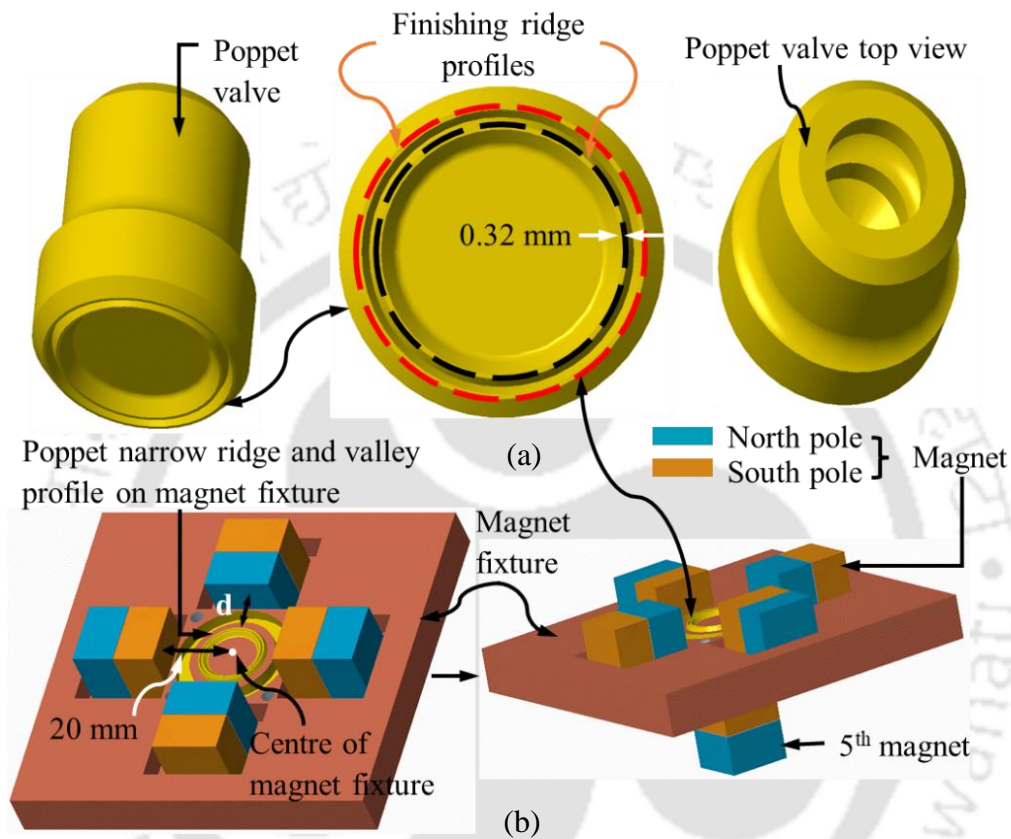 Poppet
valve
Finishing ridge
profiles
Poppet valve top view
0.32 mm
Poppet narrow ridge and valley
profile on magnet fixture
(a)
North pole
South pole
Magnet
Magnet
fixture
d
20 mm
Centre of
magnet fixture
5th magnet
(b)